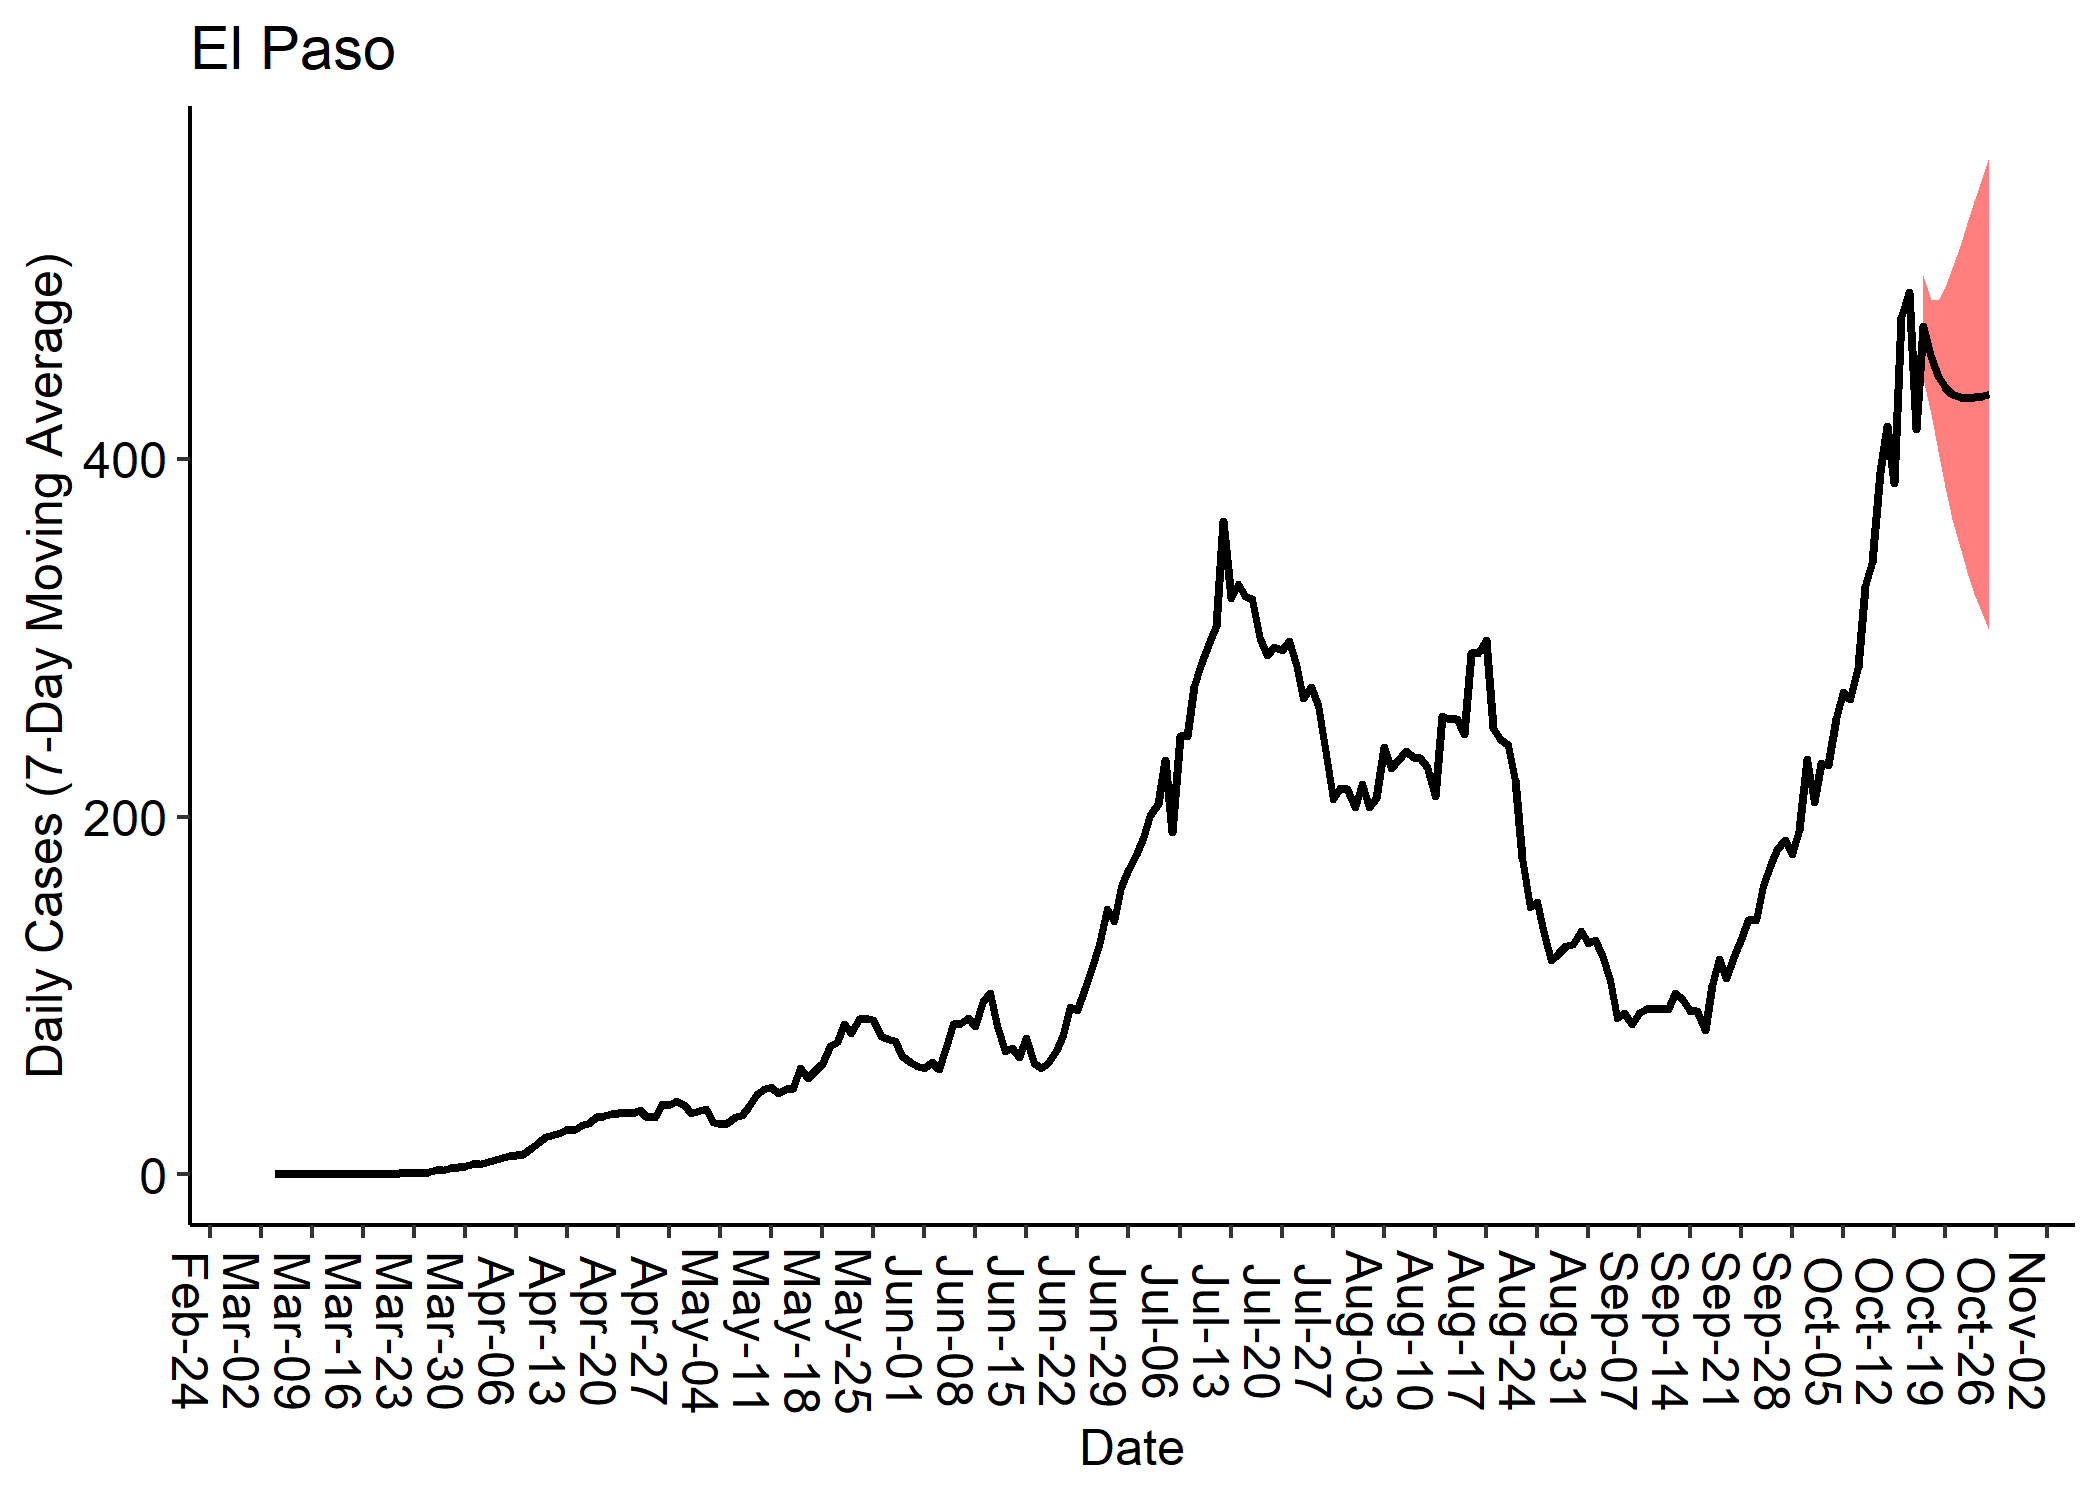 El Paso
Daily Cases (7-Day Moving Average)
400
200
0
Feb-24
Mar-02
Mar-09
Mar-16
Mar-23
Mar-30
Apr-06
Apr-13
Apr-20
Apr-27
May-04
May-11
May-18
May-25
Jun-01
Jun-08
Jun-15
Jun-22
Jun-29
Jul-06
Jul-13
Jul-20
Jul-27
Aug-03
Aug-10
Aug-17
Aug-24
Aug-31
Sep-07
Sep-14
Sep-21
Sep-28
Oct-05
Oct-12
Oct-19
Oct-26
Nov-02
Date